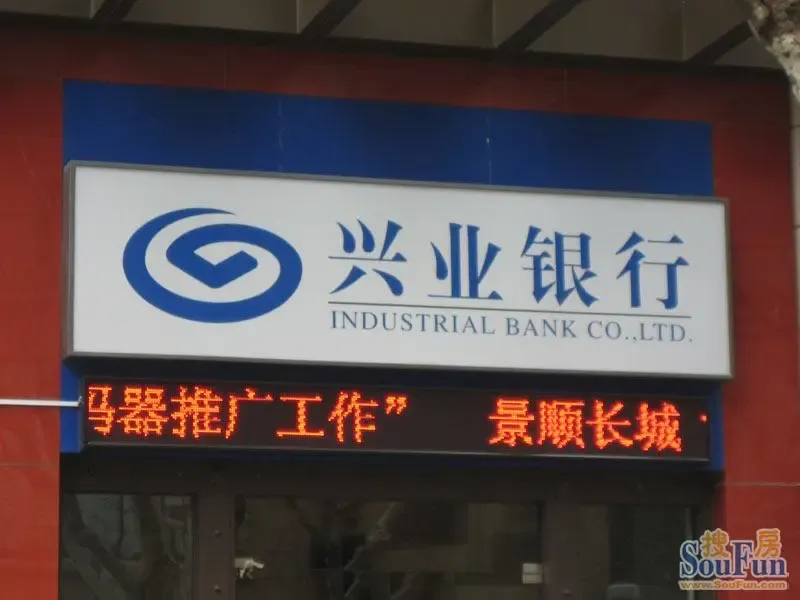 兴业银行
INDUSTRIAL BANK CO.,LTD.
码器推广工作” 景顺长城
搜房
SouFun
www.SouFun.com